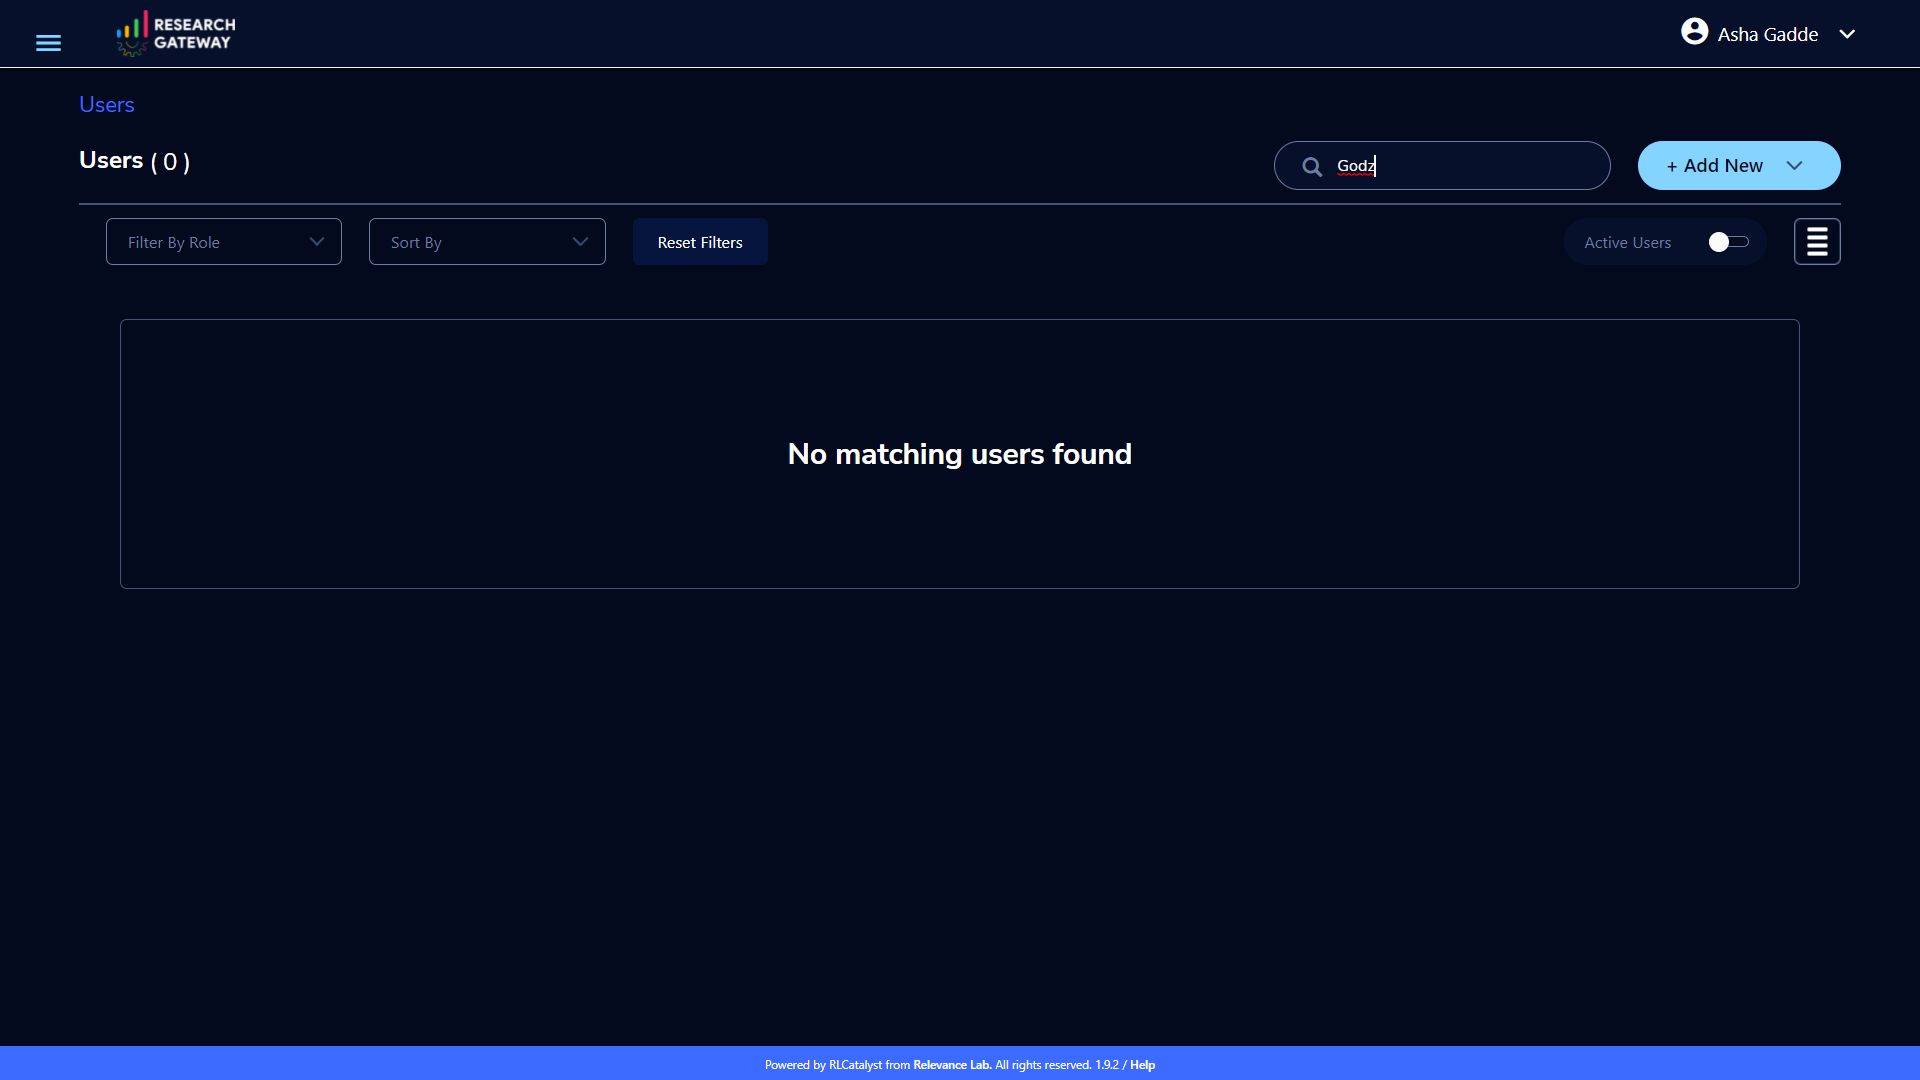 RESEARCH
GATEWAY
Asha Gadde
Users
Users ( 0 )
Godz
+ Add New
Filter By Role
Sort By
Reset Filters
Active Users
No matching users found
Powered by RLCatalyst from Relevance Lab. All rights reserved. 1.9.2 / Help